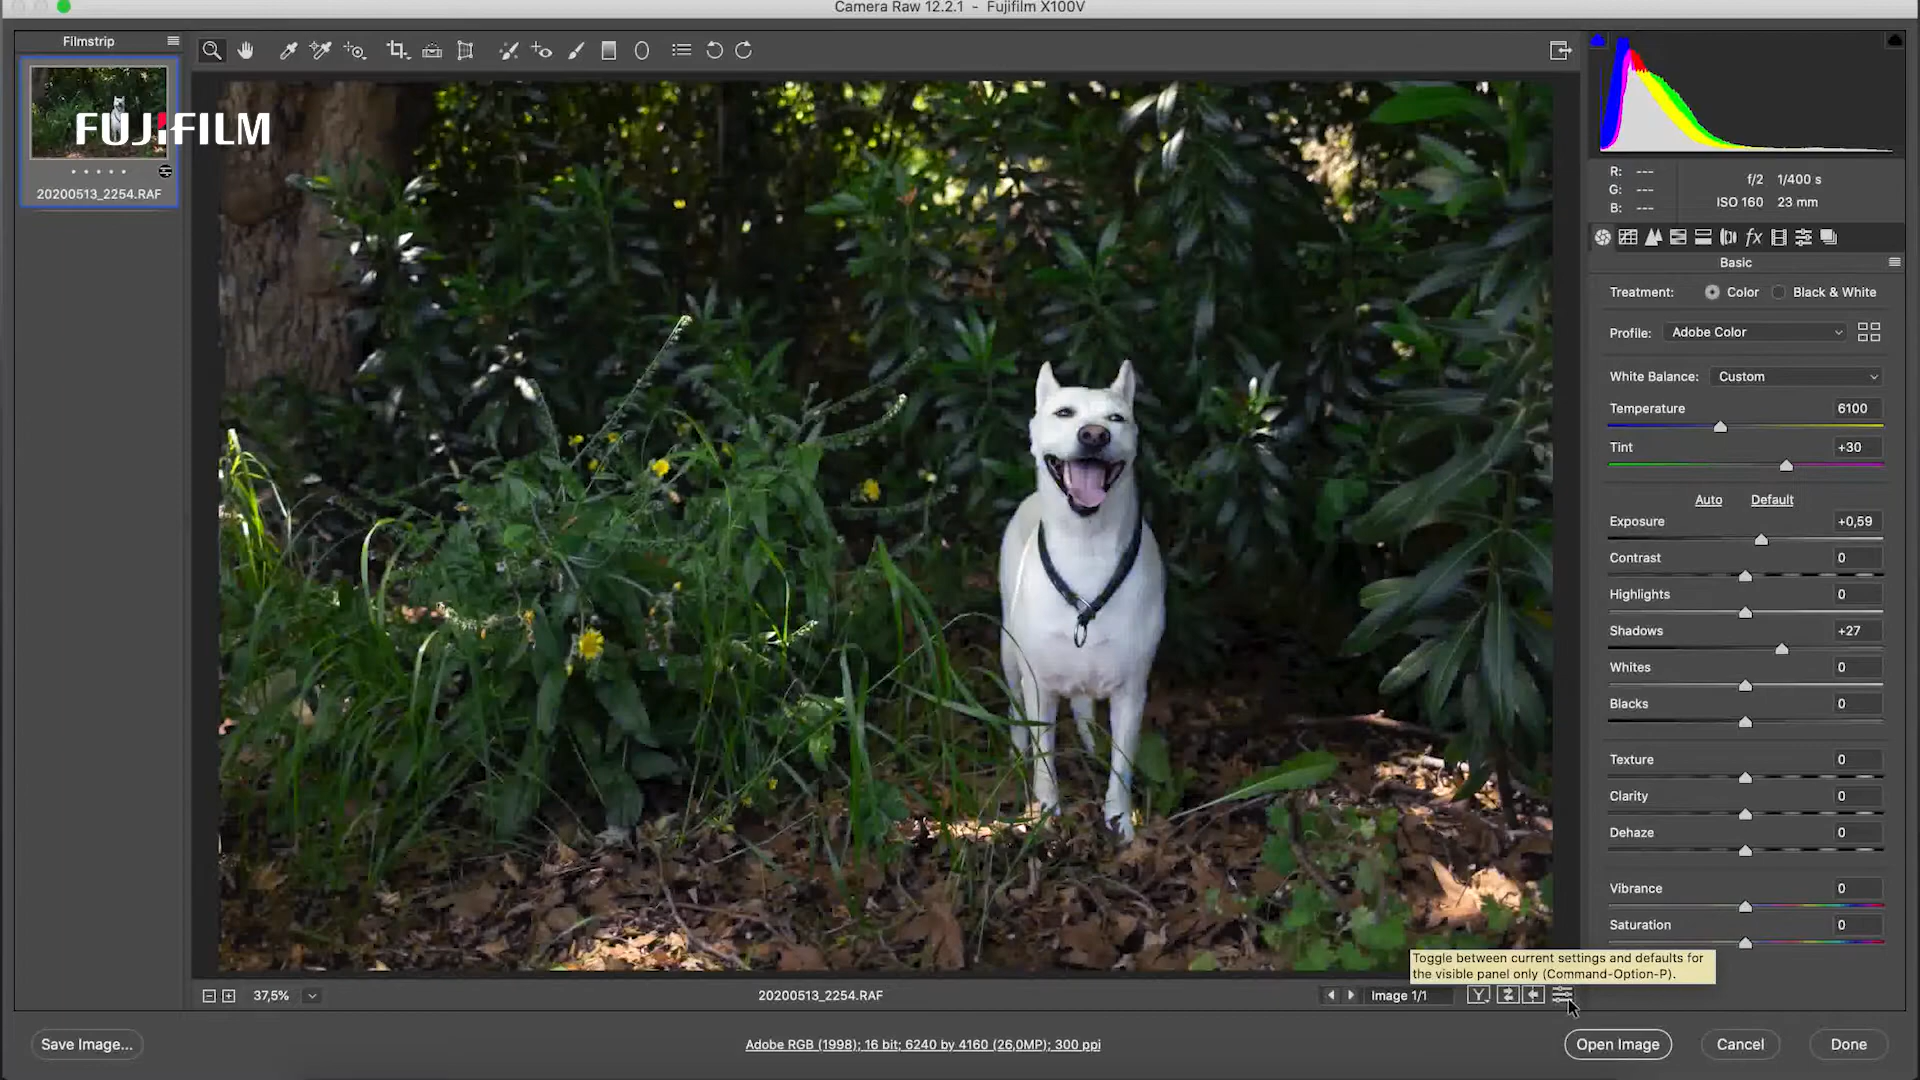 Camera Raw 12.2.1 - Fujifilm X100V
Filmstrip
FUJIFILM
20200513_2254.RAF
R: ---
G: ---
B: ---
f/2 1/400 s
ISO 160 23 mm
fx
Basic
Treatment: Color Black & White
Profile: Adobe Color
White Balance: Custom
Temperature 6100
Tint +30
Auto Default
Exposure +0,59
Contrast 0
Highlights 0
Shadows +27
Whites 0
Blacks 0
Texture 0
Clarity 0
Dehaze 0
Vibrance 0
Saturation 0
Toggle between current settings and defaults for
the visible panel only (Command-Option-P).
37,5%
20200513_2254.RAF
Image 1/1
Y
Save Image...
Adobe RGB (1998); 16 bit; 6240 by 4160 (26,0MP); 300 ppi
Open Image
Cancel
Done